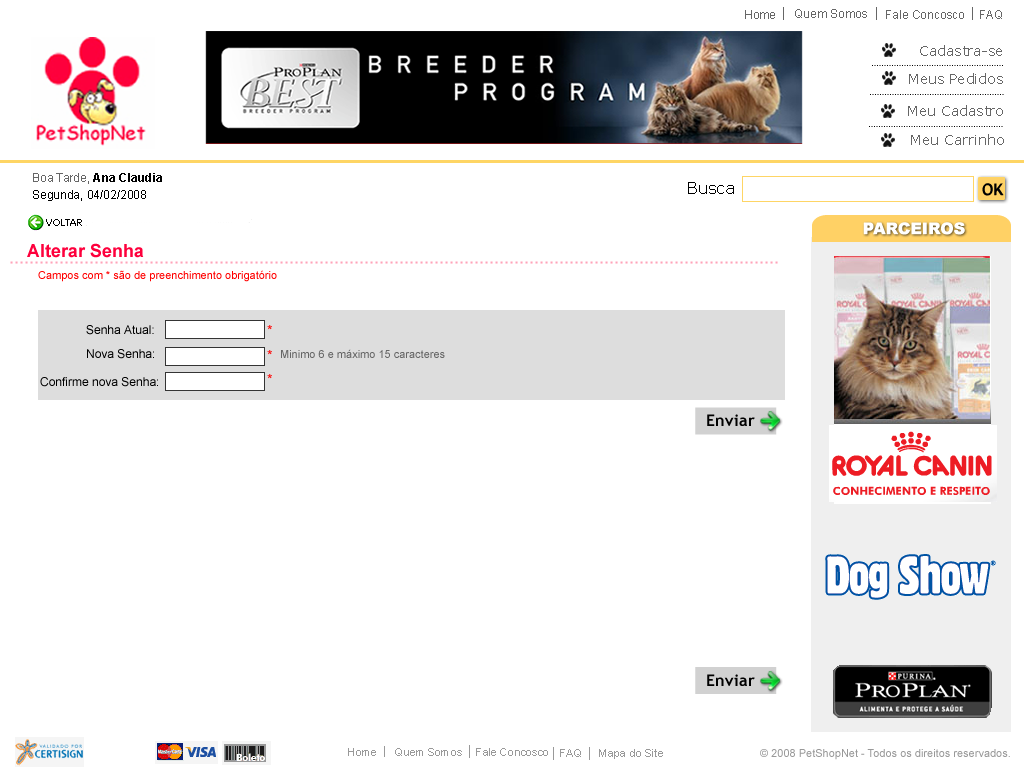 Home | Quem Somos | Fale Concosco | FAQ
PetShopNet
PROPLAN
BEST
BREEDER PROGRAM
BREEDER
PROGRAM
Cadastra-se
Meus Pedidos
Meu Cadastro
Meu Carrinho
Boa Tarde, Ana Claudia
Segunda, 04/02/2008
Busca
OK
VOLTAR
Alterar Senha
Campos com * são de preenchimento obrigatório
Senha Atual: *
Nova Senha: * Minimo 6 e máximo 15 caracteres
Confirme nova Senha: *
Enviar
PARCEIROS
ROYAL CANIN
ROYAL CANIN
CONHECIMENTO E RESPEITO
Dog Show®
Enviar
PURINA
PROPLAN
ALIMENTA E PROTEGE A SAÚDE
VALIDADO POR
CERTISIGN
MasterCard
VISA
Boleto
Home | Quem Somos | Fale Concosco | FAQ | Mapa do Site
© 2008 PetShopNet - Todos os direitos reservados.